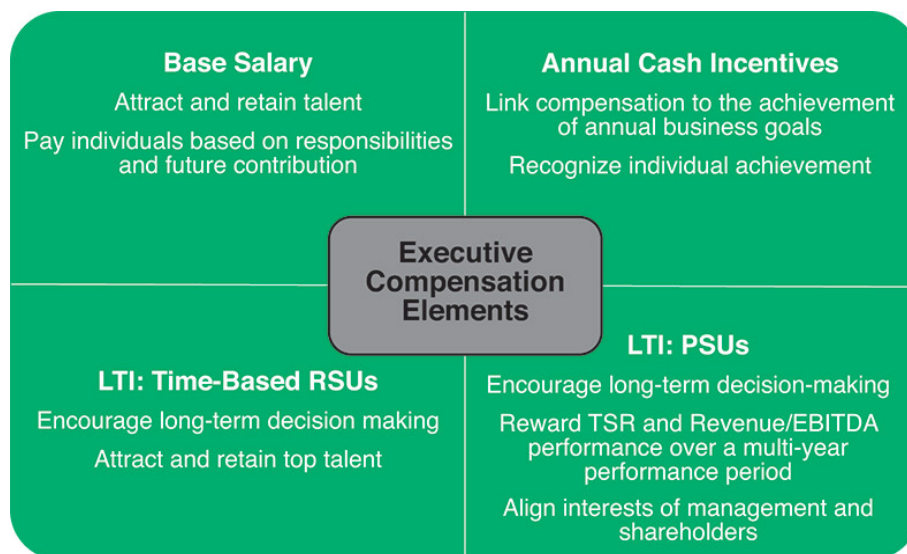 Base Salary
Attract and retain talent
Pay individuals based on responsibilities
and future contribution
Annual Cash Incentives
Link compensation to the achievement
of annual business goals
Recognize individual achievement
Executive
Compensation
Elements
LTI: Time-Based RSUs
Encourage long-term decision making
Attract and retain top talent
LTI: PSUs
Encourage long-term decision-making
Reward TSR and Revenue/EBITDA
performance over a multi-year
performance period
Align interests of management and
shareholders